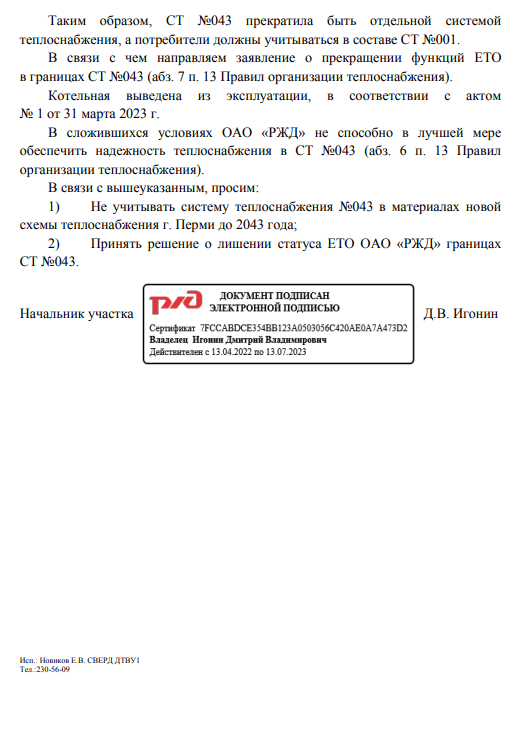 Таким образом, СТ №043 прекратила быть отдельной системой
теплоснабжения, а потребители должны учитываться в составе СТ №001.
В связи с чем направляем заявление о прекращении функций ЕТО
в границах СТ №043 (абз. 7 п. 13 Правил организации теплоснабжения).
Котельная выведена из эксплуатации, в соответствии с актом
№ 1 от 31 марта 2023 г.
В сложившихся условиях ОАО «РЖД» не способно в лучшей мере
обеспечить надежность теплоснабжения в СТ №043 (абз. 6 п. 13 Правил
организации теплоснабжения).
В связи с вышеуказанным, просим:
1) Не учитывать систему теплоснабжения №043 в материалах новой
схемы теплоснабжения г. Перми до 2043 года;
2) Принять решение о лишении статуса ЕТО ОАО «РЖД» границах
СТ №043.
Начальник участка
ржд
ДОКУМЕНТ ПОДПИСАН
ЭЛЕКТРОННОЙ ПОДПИСЬЮ
Сертификат 7FCCABDCE354BB123A0503056C420AE0A7A473D2
Владелец Игонин Дмитрий Владимирович
Действителен с 13.04.2022 по 13.07.2023
Д.В. Игонин
Исп.: Новиков Е.В. СВЕРД ДТВУ1
Тел.:230-56-09